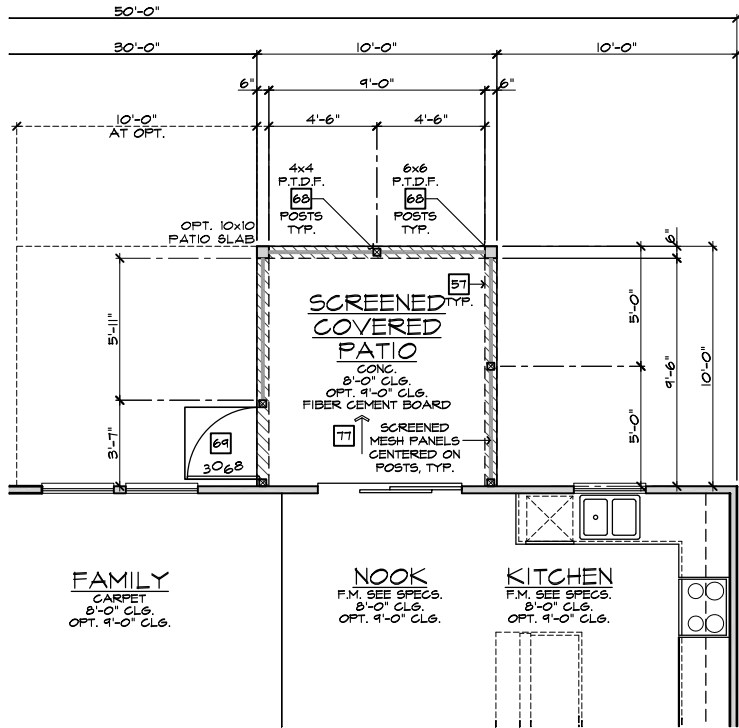 50'-0"
30'-0"
10'-0"
10'-0"
6"
9'-0"
6"
10'-0"
AT OPT.
4'-6"
4'-6"
4x4
P.T.D.F.
68
POSTS
TYP.
6x6
P.T.D.F.
68
POSTS
TYP.
OPT. 10x10
PATIO SLAB
6"
57
TYP.
SCREENED
COVERED
PATIO
CONC.
8'-0" CLG.
OPT. 9'-0" CLG.
FIBER CEMENT BOARD
77
SCREENED
MESH PANELS
CENTERED ON
POSTS, TYP.
5'-11"
3'-7"
69
3068
5'-0"
5'-0"
9'-6"
10'-0"
FAMILY
CARPET
8'-0" CLG.
OPT. 9'-0" CLG.
NOOK
F.M. SEE SPECS.
8'-0" CLG.
OPT. 9'-0" CLG.
KITCHEN
F.M. SEE SPECS.
8'-0" CLG.
OPT. 9'-0" CLG.